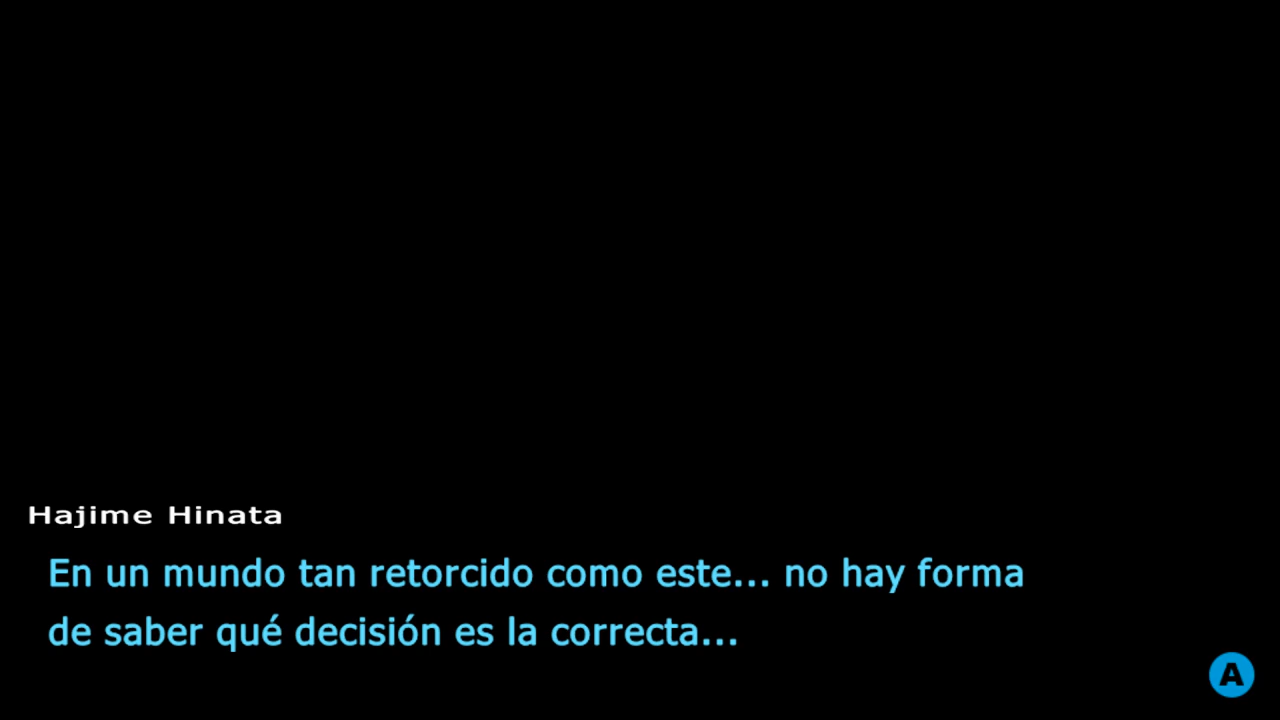 Hajime Hinata
En un mundo tan retorcido como este... no hay forma
de saber qué decisión es la correcta...
A